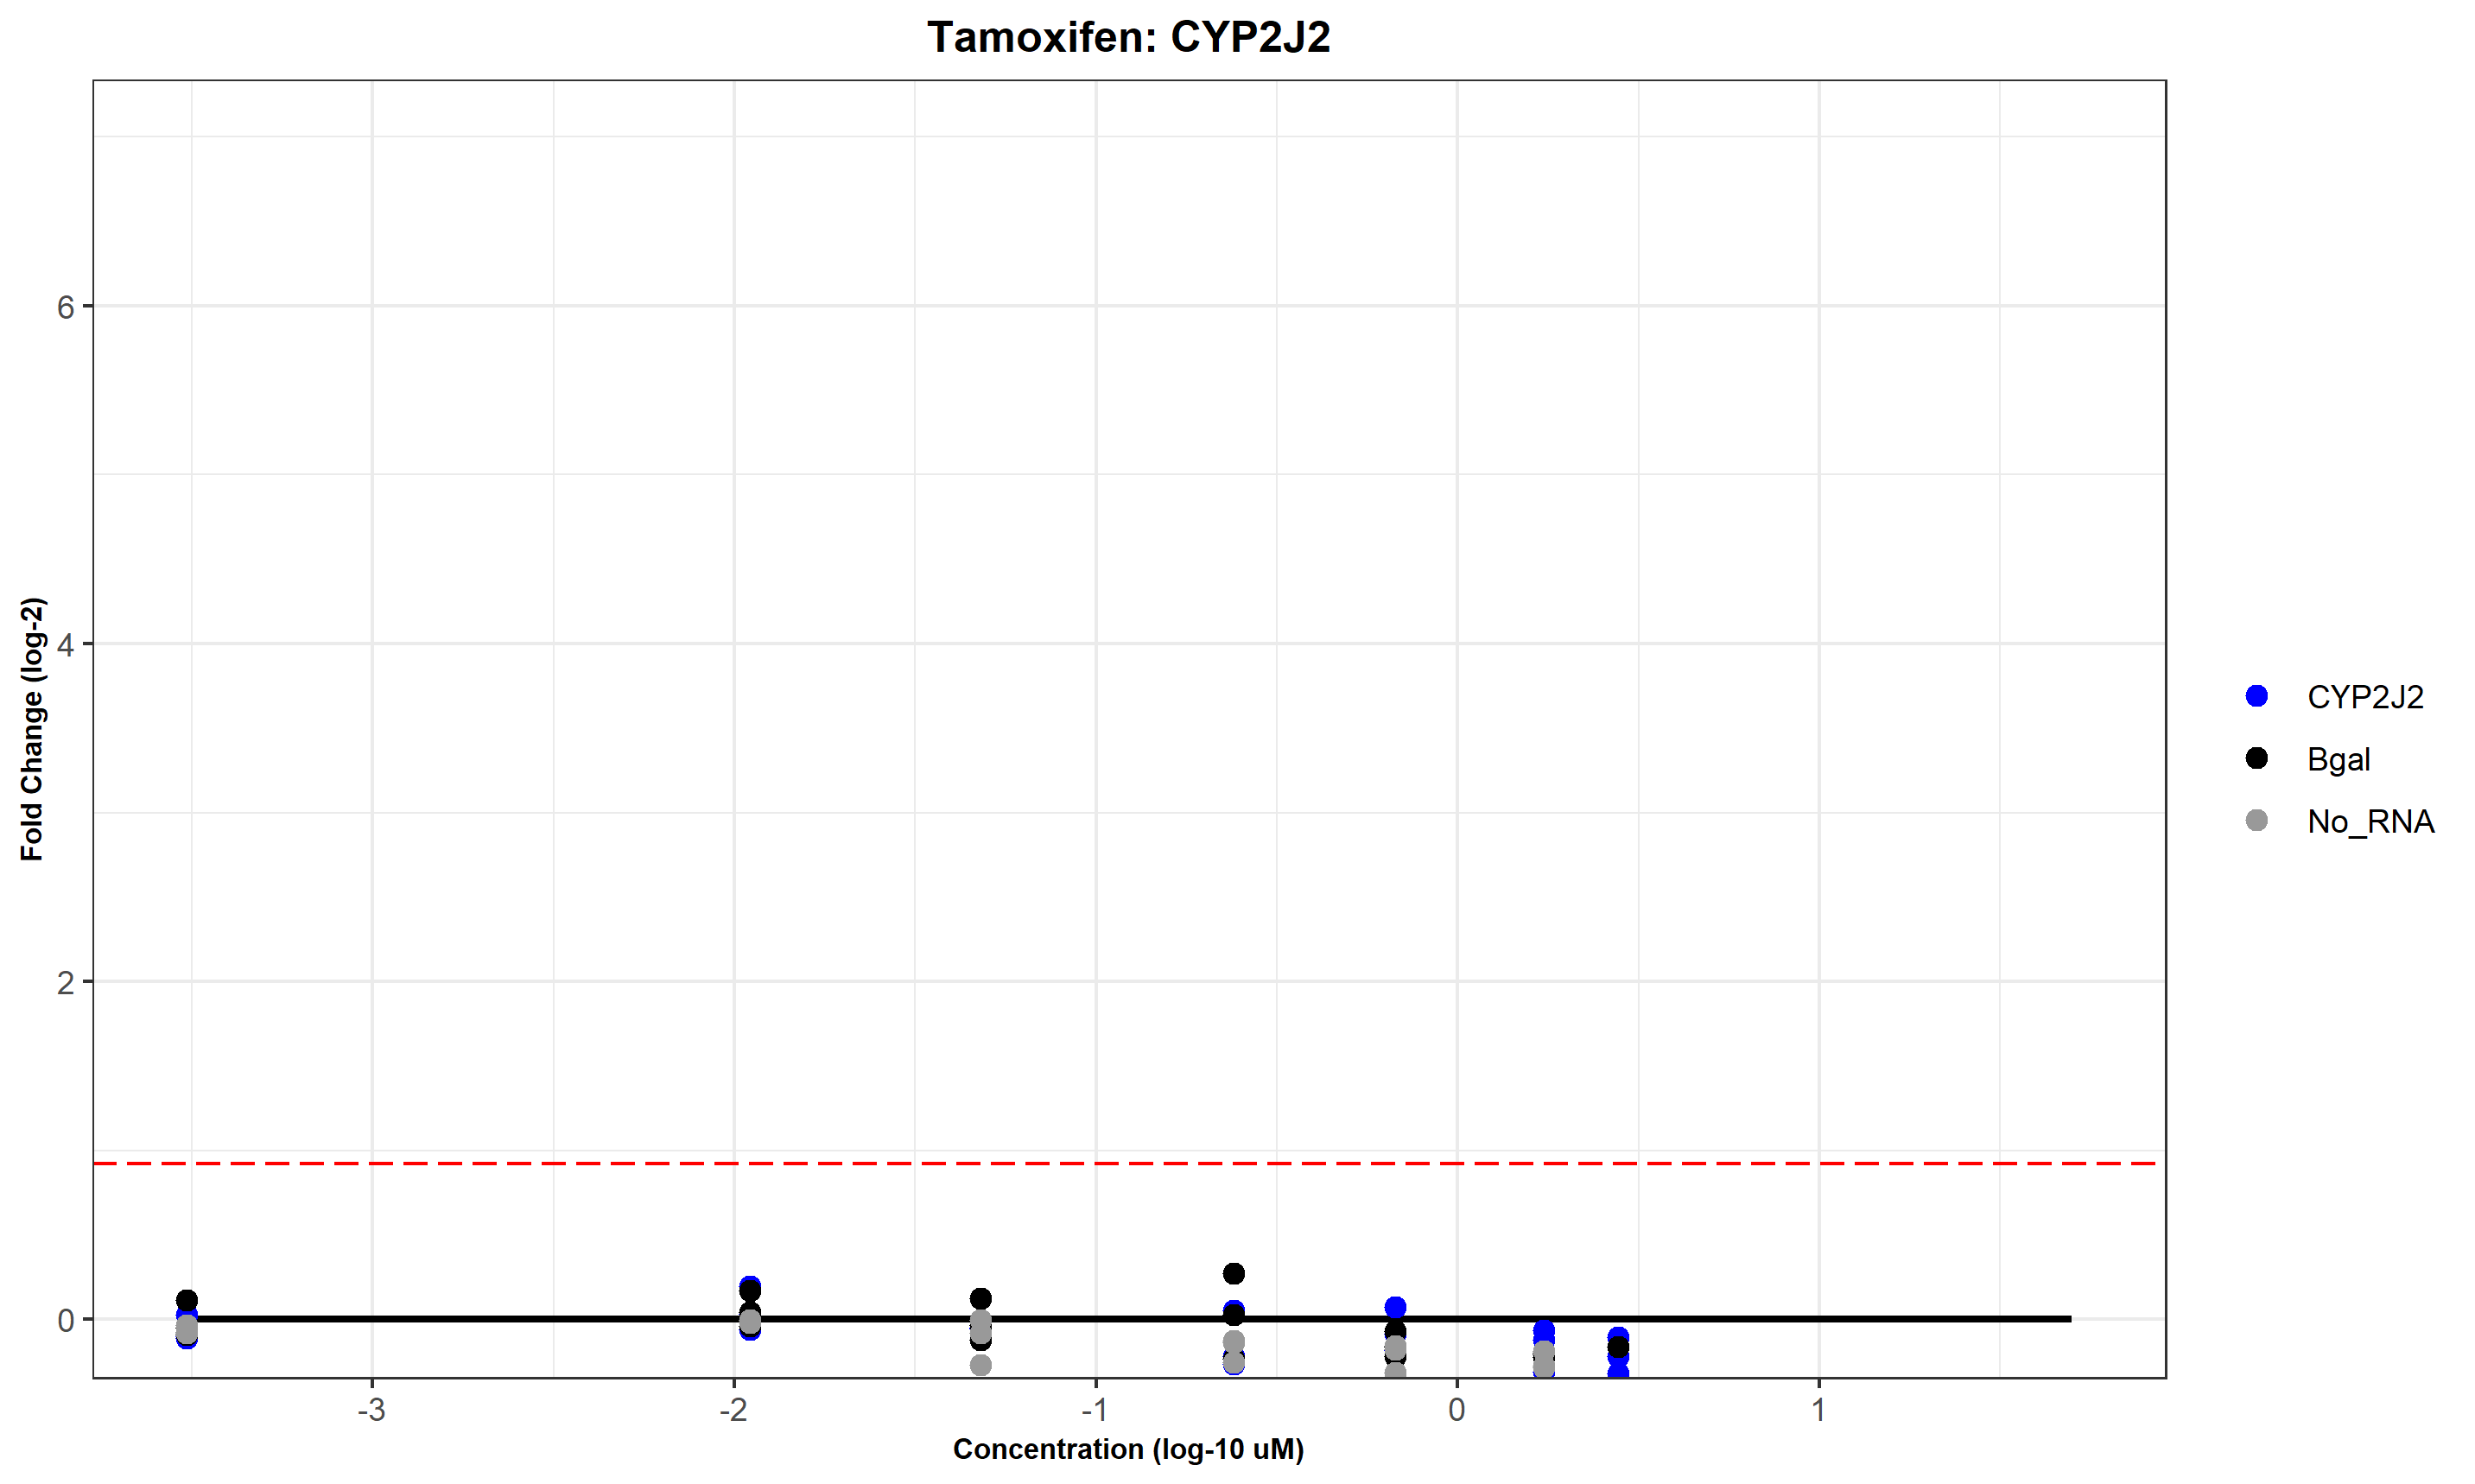 Tamoxifen: CYP2J2
Fold Change (log-2)
6
4
2
0
-3
-2
-1
0
1
Concentration (log-10 uM)
CYP2J2
Bgal
No_RNA